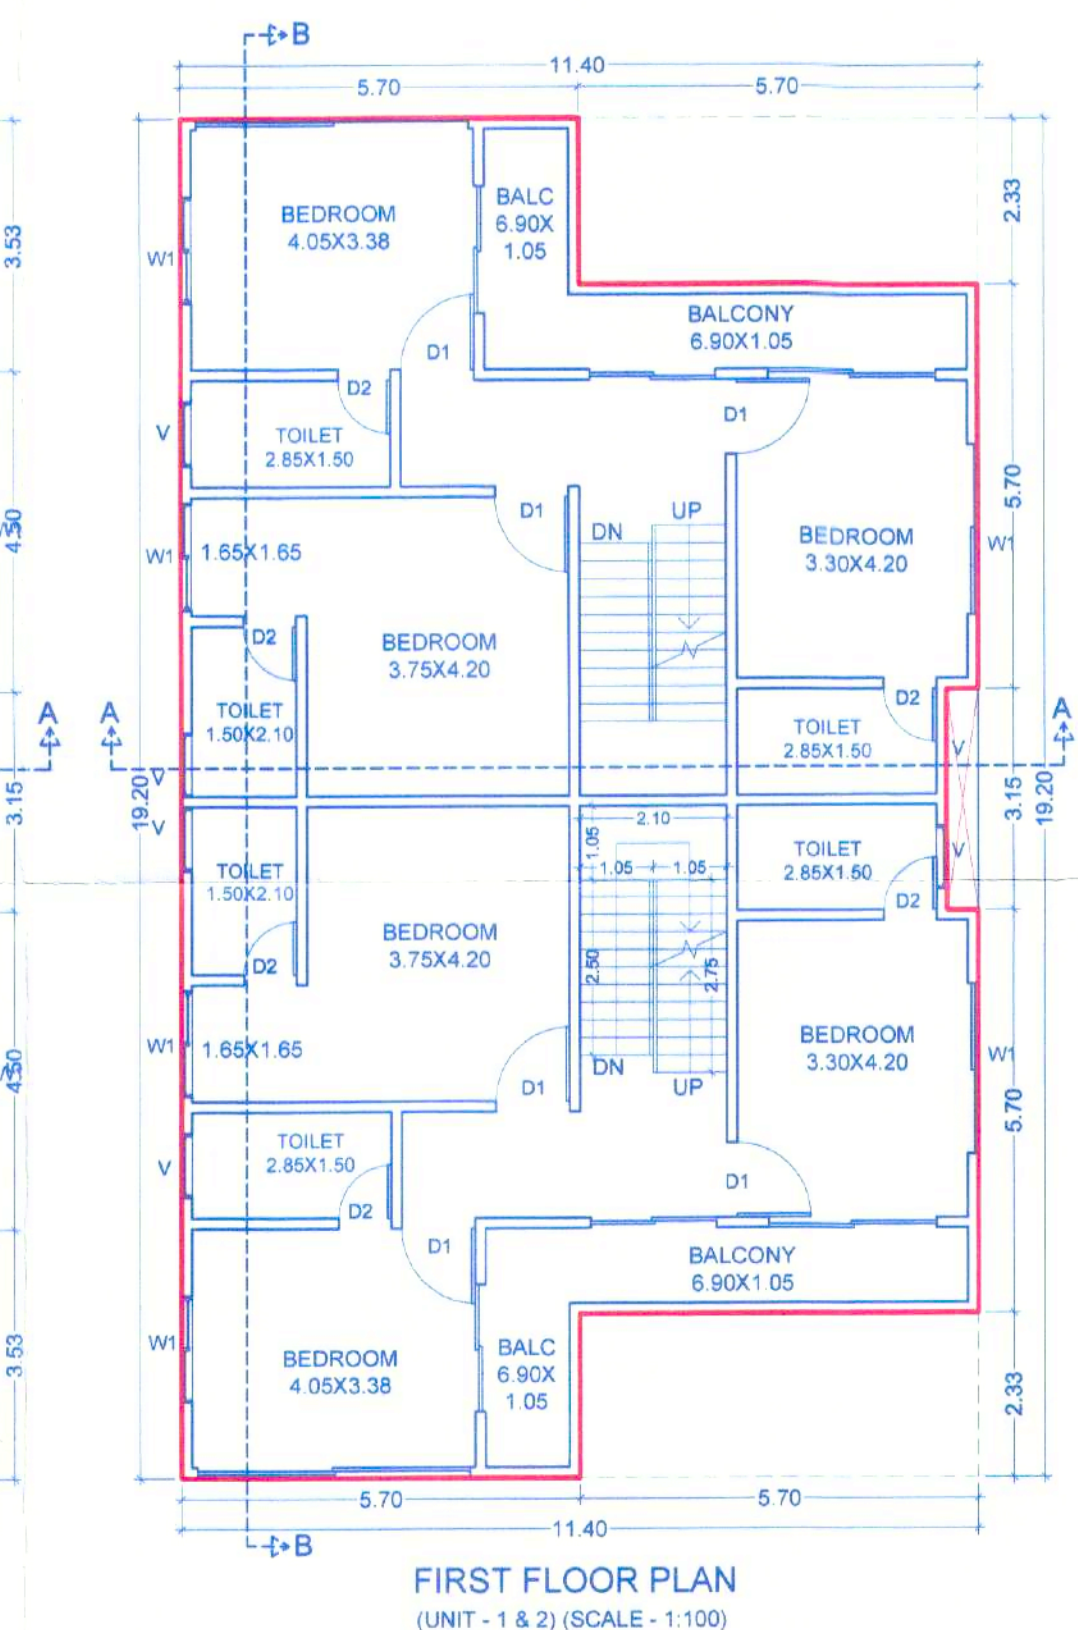 B
11.40
5.70
5.70
3.53
2.33
BEDROOM
4.05X3.38
BALC
6.90X
1.05
W1
BALCONY
6.90X1.05
D1
D2
D1
V
TOILET
2.85X1.50
5.70
D1
DN
UP
W1
1.65X1.65
BEDROOM
3.30X4.20
W1
D2
BEDROOM
3.75X4.20
D2
TOILET
1.50X2.10
TOILET
2.85X1.50
V
A
A
A
V
3.15
19.20
3.15
19.20
V
1.05
2.10
1.05
1.05
TOILET
1.50X2.10
TOILET
2.85X1.50
V
D2
BEDROOM
3.75X4.20
D2
2.50
2.75
W1
1.65X1.65
BEDROOM
3.30X4.20
W1
DN
UP
D1
5.70
V
TOILET
2.85X1.50
D2
D1
D1
BALCONY
6.90X1.05
W1
3.53
BEDROOM
4.05X3.38
BALC
6.90X
1.05
2.33
5.70
5.70
11.40
B
FIRST FLOOR PLAN
(UNIT - 1 & 2) (SCALE - 1:100)